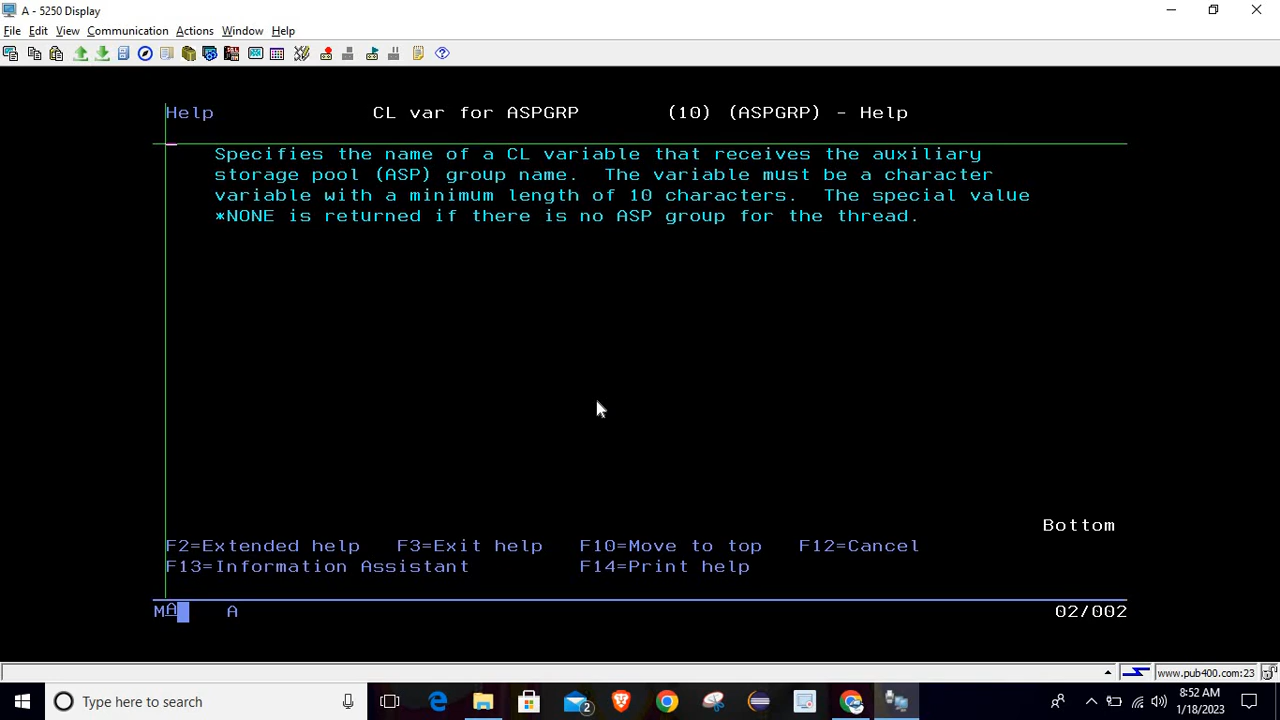 A - 5250 Display
File Edit View Communication Actions Window Help
Help CL var for ASPGRP (10) (ASPGRP) - Help
Specifies the name of a CL variable that receives the auxiliary
storage pool (ASP) group name. The variable must be a character
variable with a minimum length of 10 characters. The special value
*NONE is returned if there is no ASP group for the thread.
Bottom
F2=Extended help F3=Exit help F10=Move to top F12=Cancel
F13=Information Assistant F14=Print help
MA A 02/002
www.pub400.com:23
Type here to search
2
8:52 AM
1/18/2023